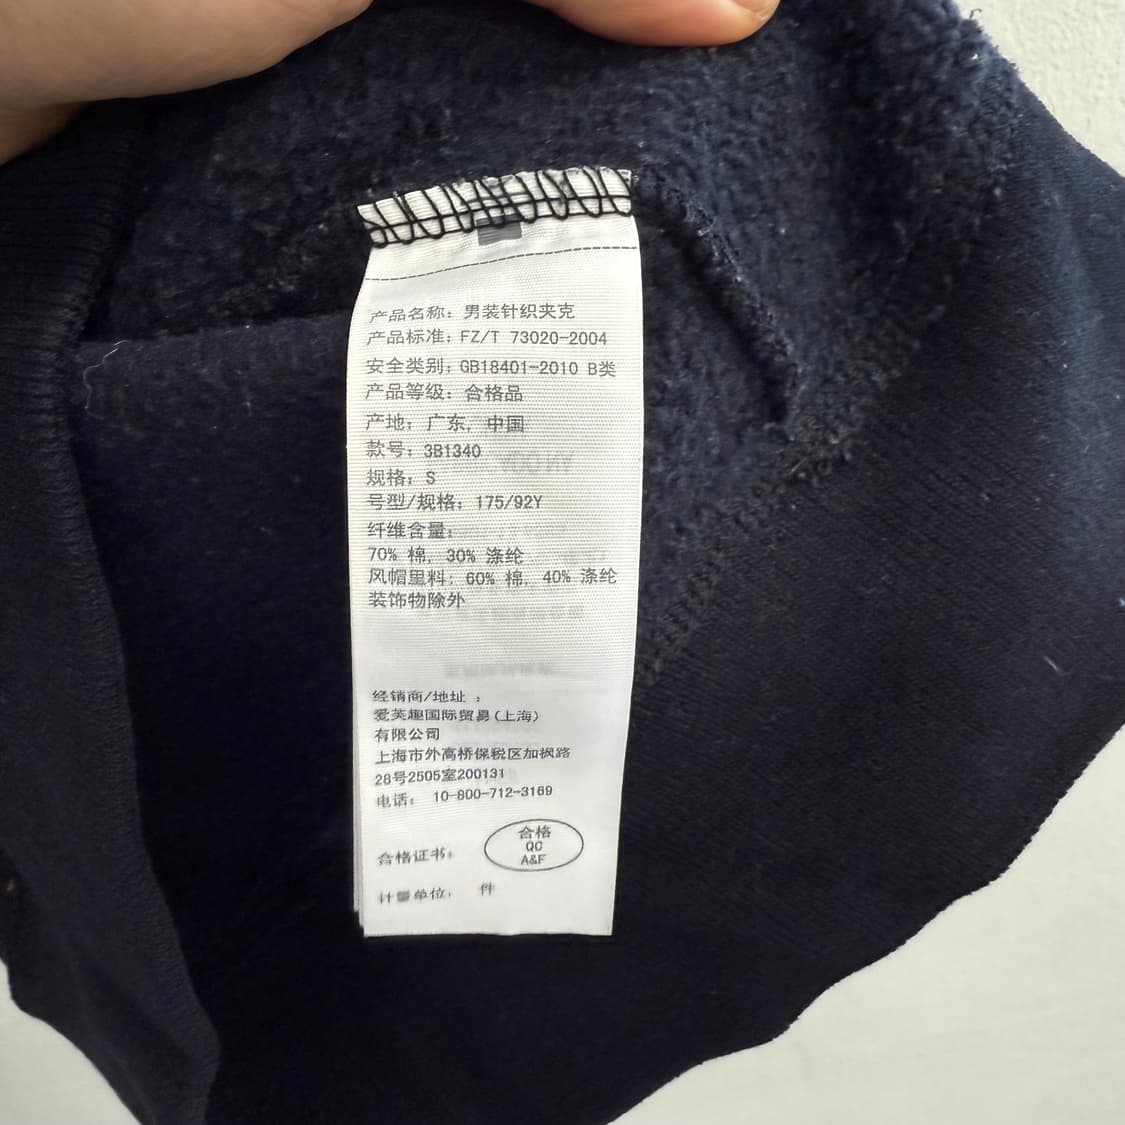 产品名称: 男装针织夹克
产品标准: FZ/T 73020-2004
安全类别: GB18401-2010 B类
产品等级: 合格品
产地: 广东, 中国
款号: 3B1340
规格: S
号型/规格: 175/92Y
纤维含量:
70% 棉, 30% 涤纶
风帽里料: 60% 棉, 40% 涤纶
装饰物除外
经销商/地址 :
爱芙趣国际贸易(上海)
有限公司
上海市外高桥保税区加枫路
28号2505室200131
电话: 10-800-712-3169
合格证书:
合格
QC
A&F
计量单位: 件